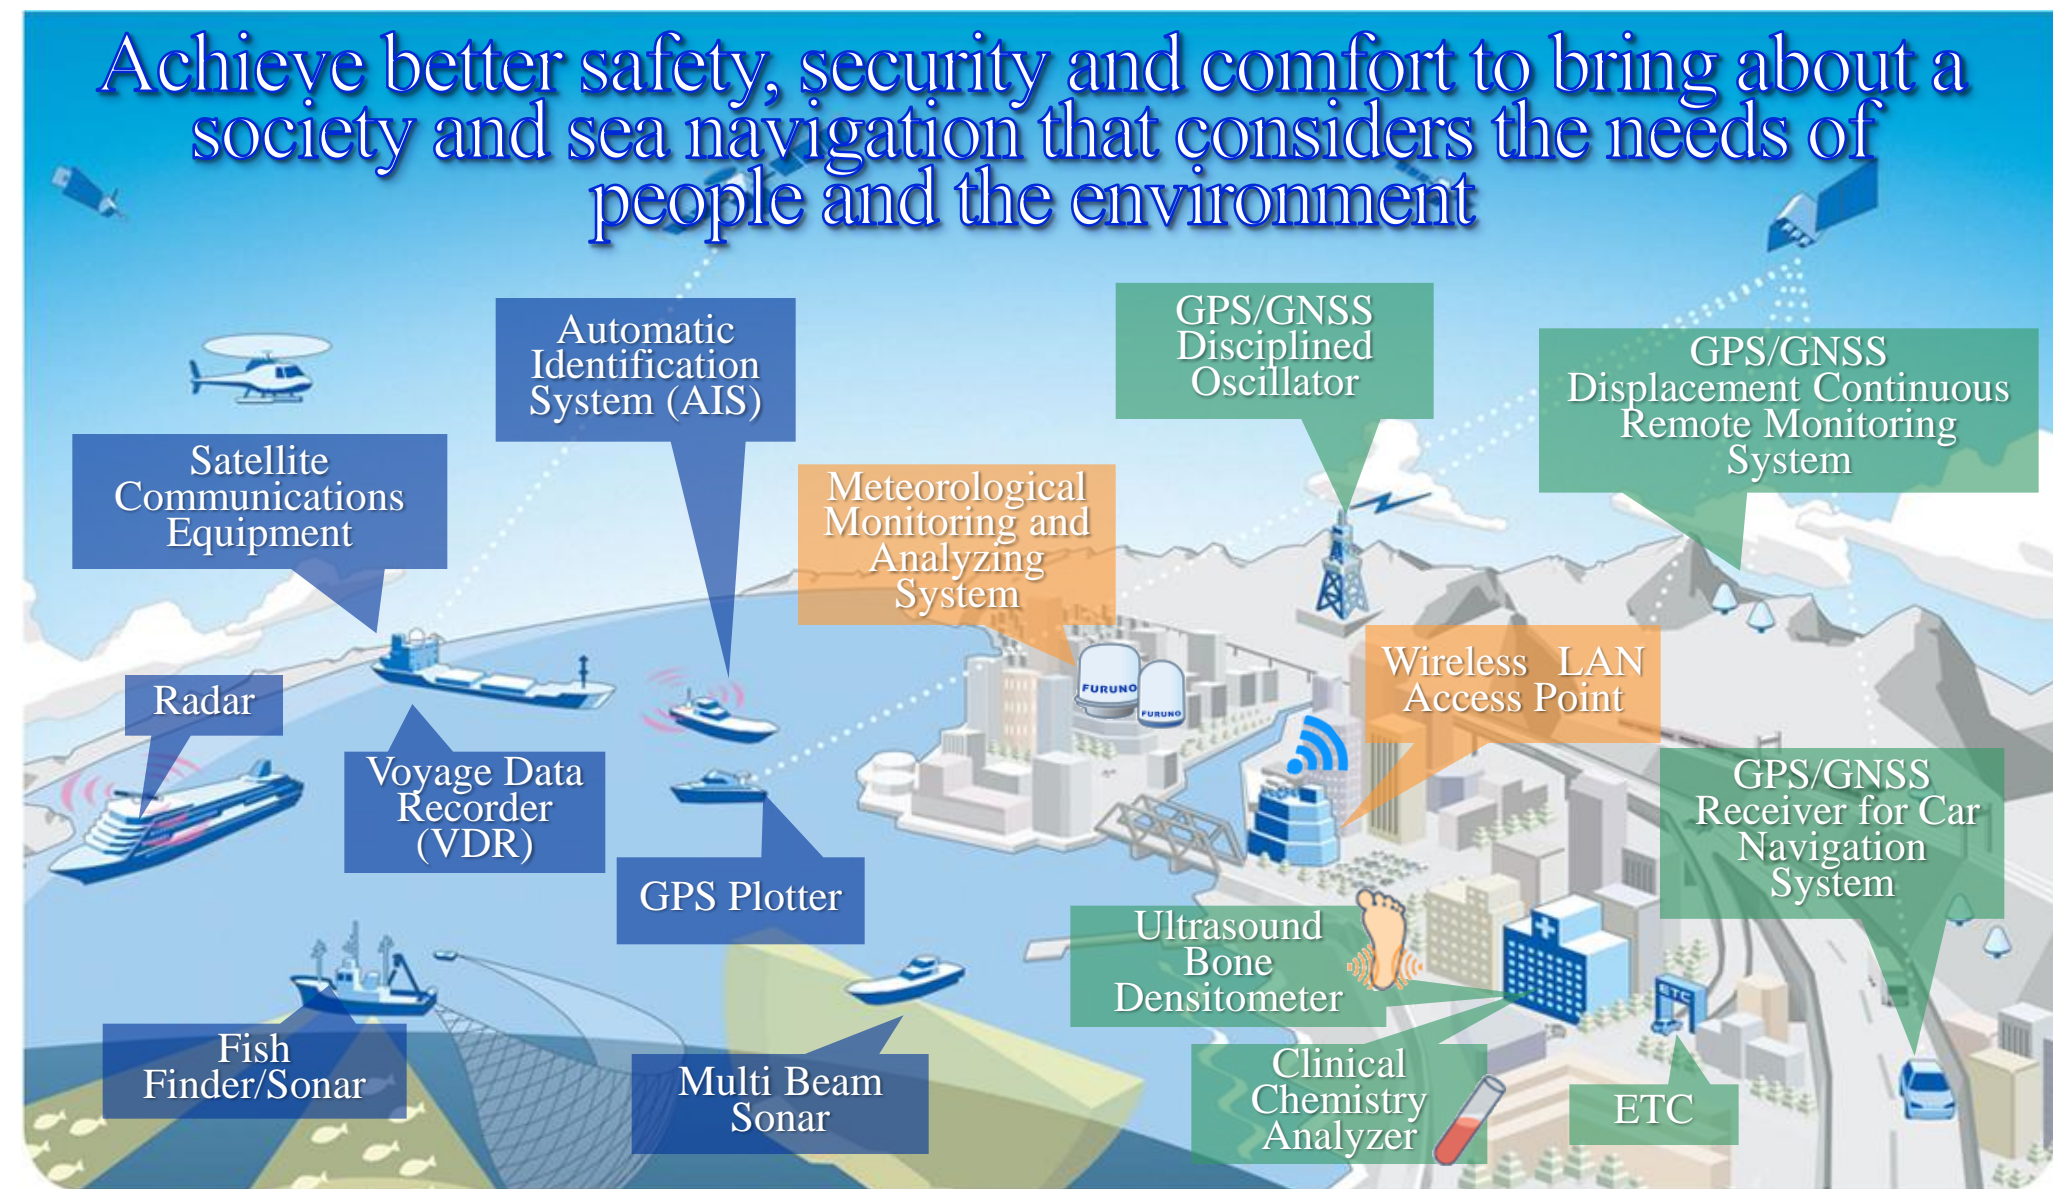 Achieve better safety, security and comfort to bring about a
society and sea navigation that considers the needs of
people and the environment
Automatic
Identification
System (AIS)
GPS/GNSS
Disciplined
Oscillator
GPS/GNSS
Displacement Continuous
Remote Monitoring
System
Satellite
Communications
Equipment
Meteorological
Monitoring and
Analyzing
System
Wireless LAN
Access Point
FURUNO
FURUNO
Radar
Voyage Data
Recorder
(VDR)
GPS Plotter
GPS/GNSS
Receiver for Car
Navigation
System
Ultrasound
Bone
Densitometer
ETC
Fish
Finder/Sonar
Multi Beam
Sonar
Clinical
Chemistry
Analyzer
ETC